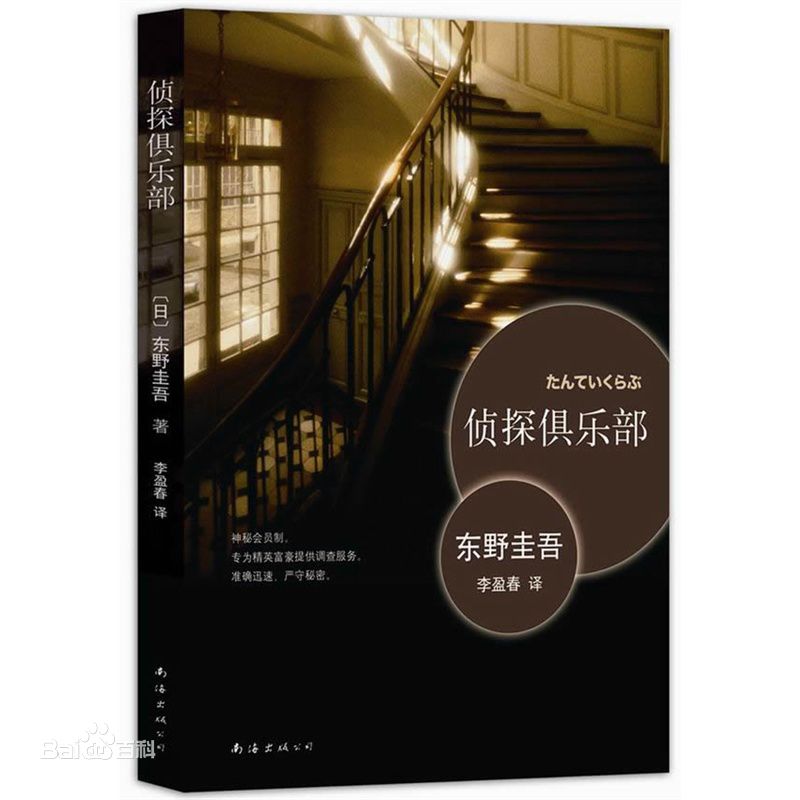 侦探俱乐部
〔日〕东野圭吾 著
李盈春 译
南海出版公司
たんていくらぶ
侦探俱乐部
东野圭吾
李盈春 译
神秘会员制。
专为精英富豪提供调查服务。
准确迅速，严守秘密。
南海出版公司
Bai百科